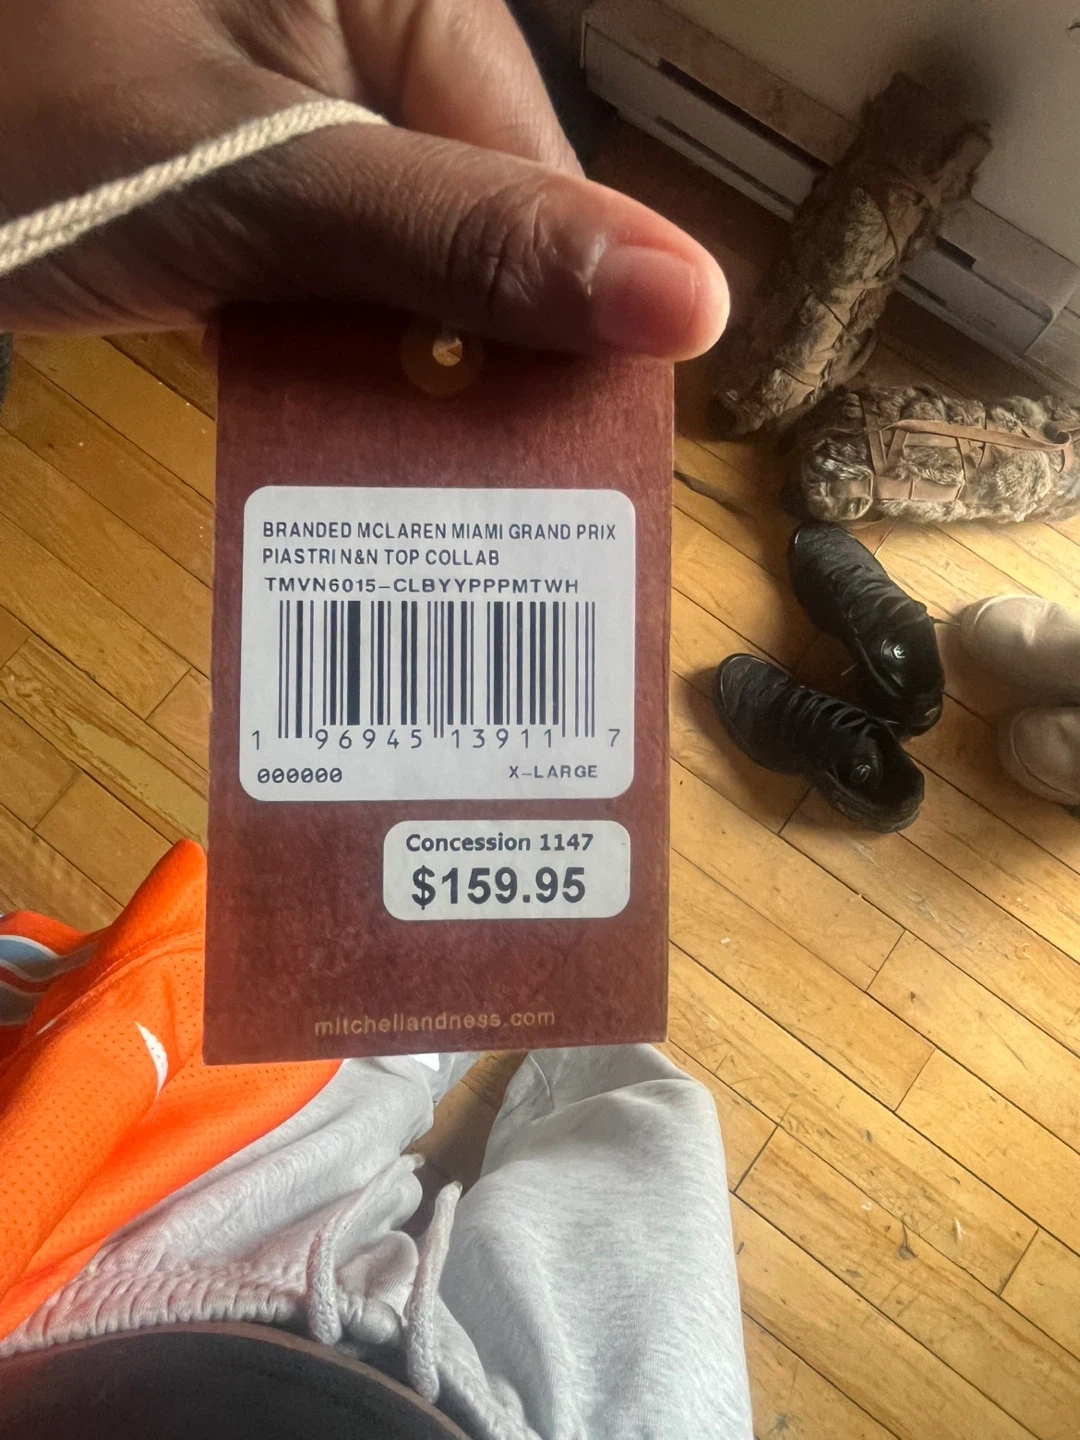 BRANDED MCLAREN MIAMI GRAND PRIX
PIASTRI N&N TOP COLLAB
TMVN6015-CLBYYPPPMTWH
1 96945 13911 7
000000 X-LARGE
Concession 1147
$159.95
mitchellandness.com